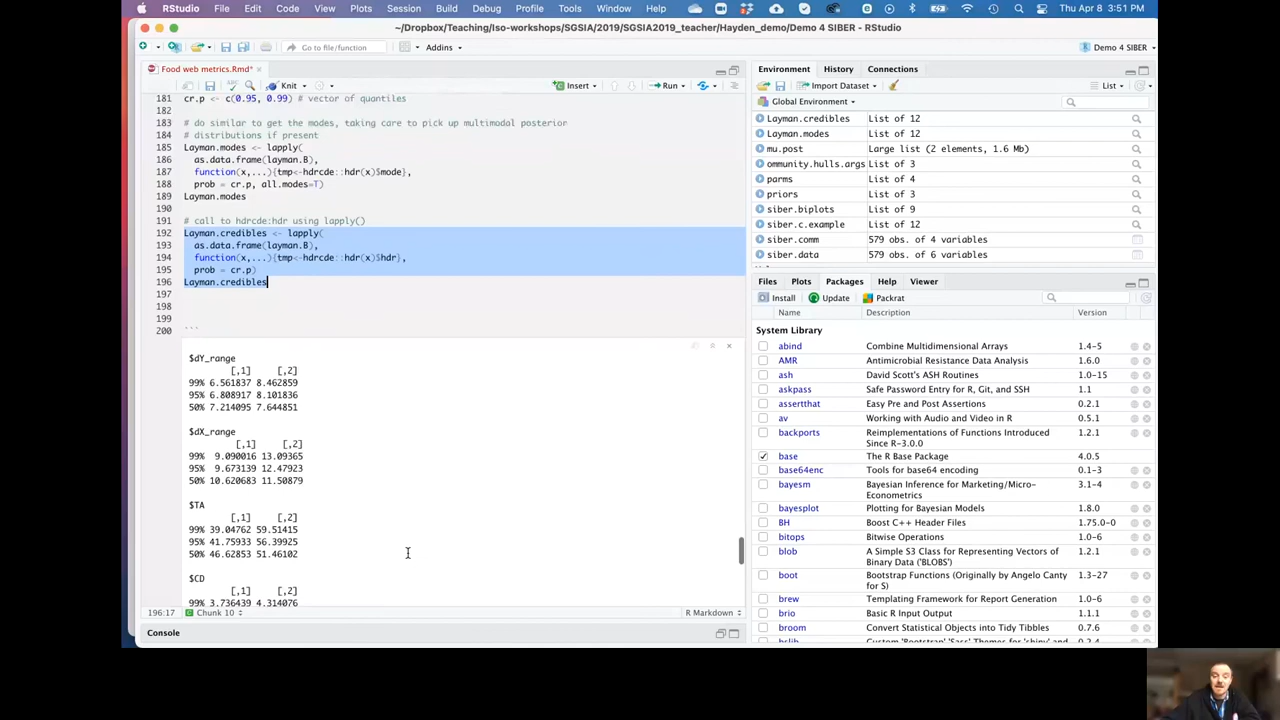 RStudio File Edit Code View Plots Session Build Debug Profile Tools Window Help Thu Apr 8 3:51 PM
~/Dropbox/Teaching/Iso-workshops/SGSIA/2019/SGSIA2019_teacher/Hayden_demo/Demo 4 SIBER - RStudio
Go to file/function Addins Demo 4 SIBER
Food web metrics.Rmd*
Knit Insert Run
181 cr.p <- c(0.95, 0.99) # vector of quantiles
182
183 # do similar to get the modes, taking care to pick up multimodal posterior
184 # distributions if present
185 Layman.modes <- lapply(
186 as.data.frame(layman.B),
187 function(x,...){tmp<-hdrcde::hdr(x)$mode},
188 prob = cr.p, all.modes=T)
189 Layman.modes
190
191 # call to hdrcde:hdr using lapply()
192 Layman.credibles <- lapply(
193 as.data.frame(layman.B),
194 function(x,...){tmp<-hdrcde::hdr(x)$hdr},
195 prob = cr.p)
196 Layman.credibles
197
198
199
200 ```
$dY_range
[,1] [,2]
99% 6.561837 8.462859
95% 6.808917 8.101836
50% 7.214095 7.644851
$dX_range
[,1] [,2]
99% 9.090016 13.09365
95% 9.673139 12.47923
50% 10.620683 11.50879
$TA
[,1] [,2]
99% 39.04762 59.51415
95% 41.75933 56.39925
50% 46.62853 51.46102
$CD
[,1] [,2]
99% 3.736439 4.314076
196:17 Chunk 10 R Markdown
Console
Environment History Connections
Import Dataset List
Global Environment
Layman.credibles List of 12
Layman.modes List of 12
mu.post Large list (2 elements, 1.6 Mb)
ommunity.hulls.args List of 3
parms List of 4
priors List of 3
siber.biplots List of 9
siber.c.example List of 12
siber.comm 579 obs. of 4 variables
siber.data 579 obs. of 6 variables
Files Plots Packages Help Viewer
Install Update Packrat
Name Description Version
System Library
abind Combine Multidimensional Arrays 1.4-5
AMR Antimicrobial Resistance Data Analysis 1.6.0
ash David Scott's ASH Routines 1.0-15
askpass Safe Password Entry for R, Git, and SSH 1.1
assertthat Easy Pre and Post Assertions 0.2.1
av Working with Audio and Video in R 0.5.1
backports Reimplementations of Functions Introduced 1.2.1
Since R-3.0.0
base The R Base Package 4.0.5
base64enc Tools for base64 encoding 0.1-3
bayesm Bayesian Inference for Marketing/Micro- 3.1-4
Econometrics
bayesplot Plotting for Bayesian Models 1.8.0
BH Boost C++ Header Files 1.75.0-0
bitops Bitwise Operations 1.0-6
blob A Simple S3 Class for Representing Vectors of 1.2.1
Binary Data ('BLOBS')
boot Bootstrap Functions (Originally by Angelo Canty 1.3-27
for S)
brew Templating Framework for Report Generation 1.0-6
brio Basic R Input Output 1.1.1
broom Convert Statistical Objects into Tidy Tibbles 0.7.6
bslib Custom 'Bootstrap' 'Sass' Themes for 'shiny' and 0.2.4